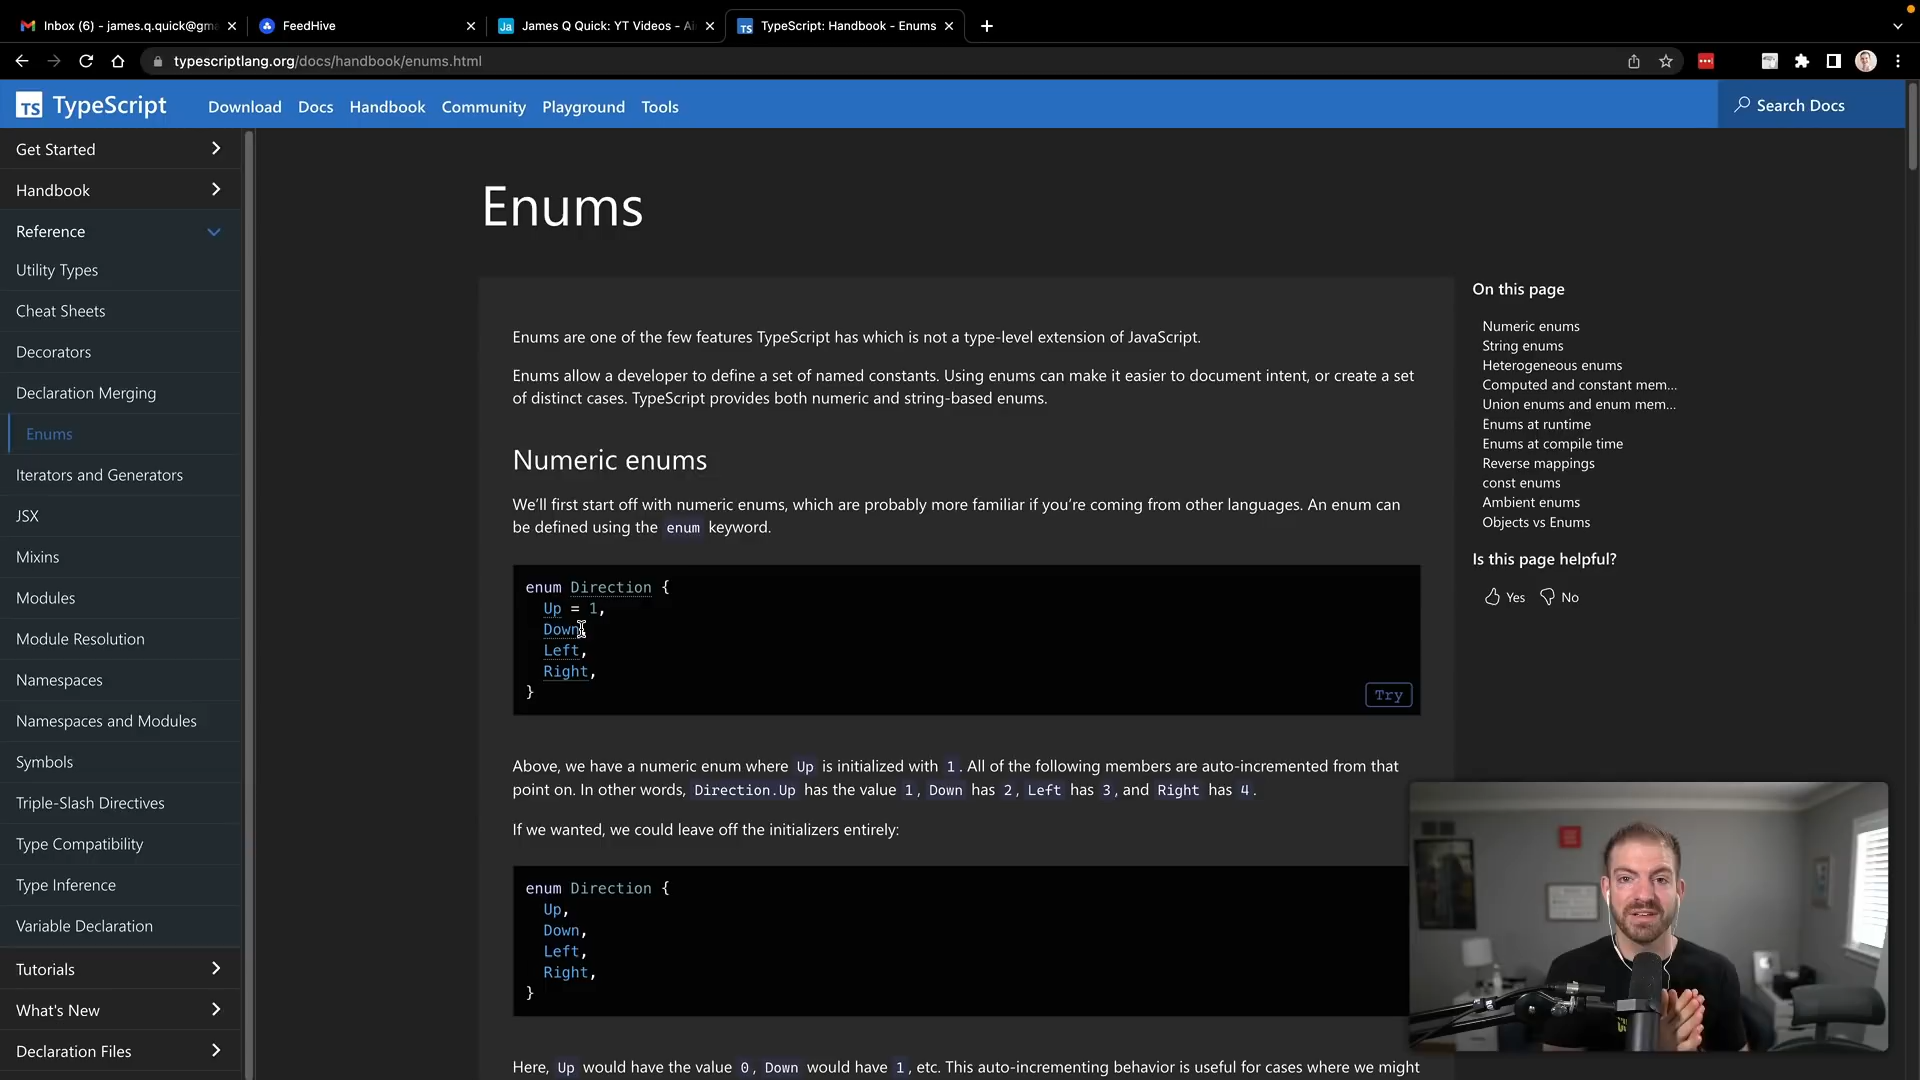 Inbox (6) - james.q.quick@gma
FeedHive
James Q Quick: YT Videos - Ai
TypeScript: Handbook - Enums
typescriptlang.org/docs/handbook/enums.html
TS TypeScript
Download
Docs
Handbook
Community
Playground
Tools
Search Docs
Get Started
Handbook
Reference
Utility Types
Cheat Sheets
Decorators
Declaration Merging
Enums
Iterators and Generators
JSX
Mixins
Modules
Module Resolution
Namespaces
Namespaces and Modules
Symbols
Triple-Slash Directives
Type Compatibility
Type Inference
Variable Declaration
Tutorials
What's New
Declaration Files
Enums
Enums are one of the few features TypeScript has which is not a type-level extension of JavaScript.
Enums allow a developer to define a set of named constants. Using enums can make it easier to document intent, or create a set
of distinct cases. TypeScript provides both numeric and string-based enums.
Numeric enums
We’ll first start off with numeric enums, which are probably more familiar if you’re coming from other languages. An enum can
be defined using the enum keyword.
enum Direction {
Up = 1,
Down
Left,
Right,
}
Try
Above, we have a numeric enum where Up is initialized with 1. All of the following members are auto-incremented from that
point on. In other words, Direction.Up has the value 1, Down has 2, Left has 3, and Right has 4.
If we wanted, we could leave off the initializers entirely:
enum Direction {
Up,
Down,
Left,
Right,
}
Here, Up would have the value 0, Down would have 1, etc. This auto-incrementing behavior is useful for cases where we might
On this page
Numeric enums
String enums
Heterogeneous enums
Computed and constant mem...
Union enums and enum mem...
Enums at runtime
Enums at compile time
Reverse mappings
const enums
Ambient enums
Objects vs Enums
Is this page helpful?
Yes
No